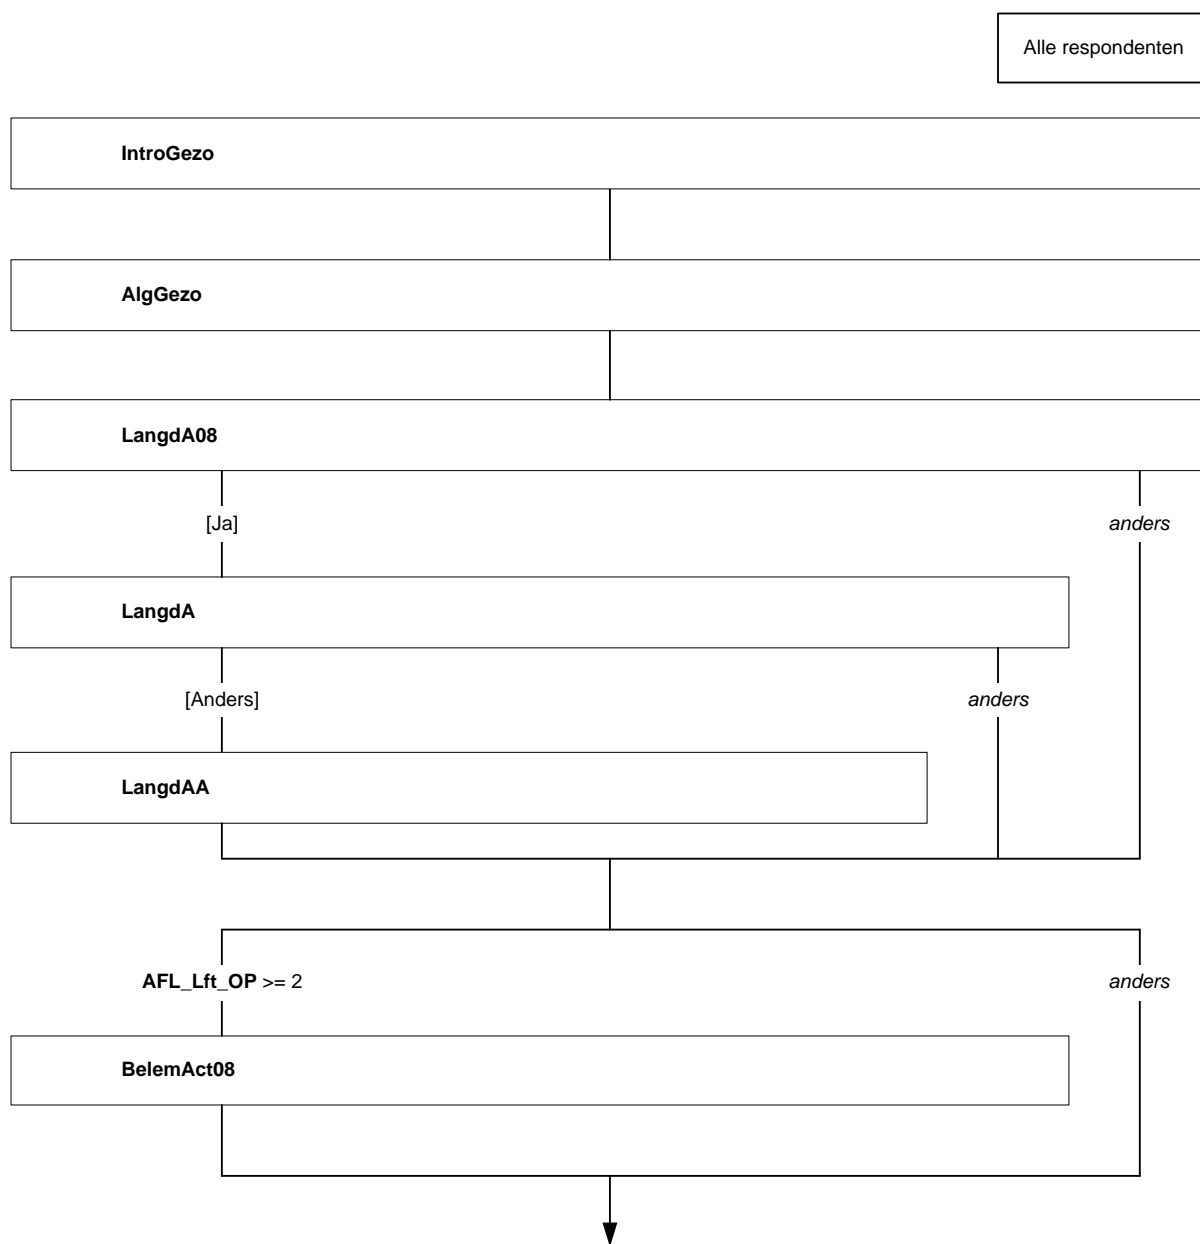 Alle respondenten
IntroGezo
AlgGezo
LangdA08
[Ja] anders
LangdA
[Anders] anders
LangdAA
AFL_Lft_OP >= 2 anders
BelemAct08